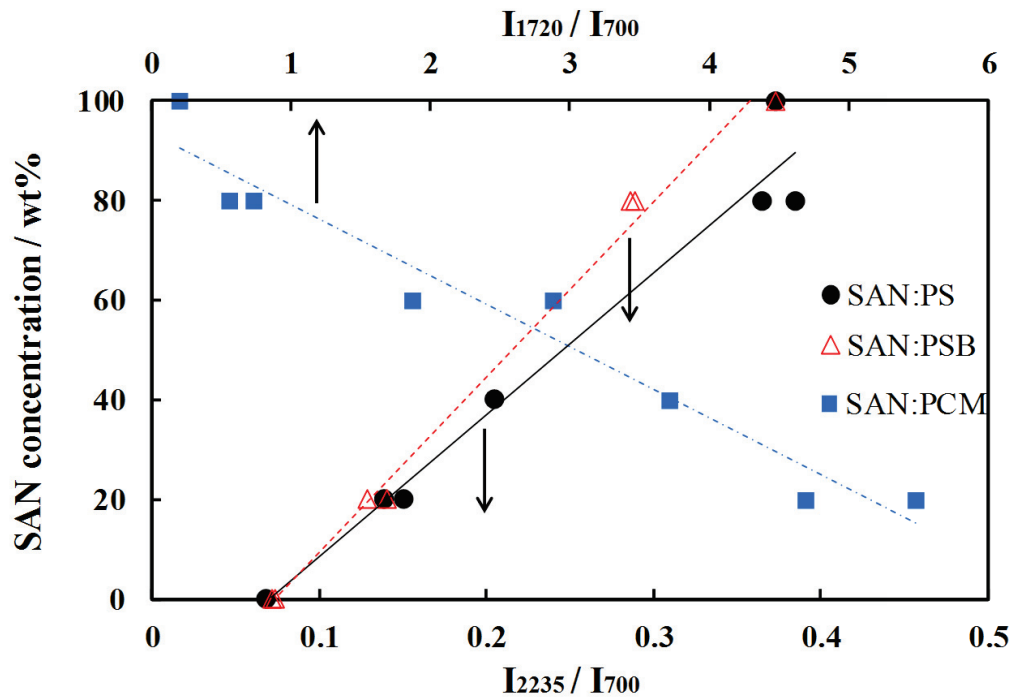 I1720 / I700
0 1 2 3 4 5 6
SAN concentration / wt%
100
80
60
40
20
0
SAN:PS
SAN:PSB
SAN:PCM
0 0.1 0.2 0.3 0.4 0.5
I2235 / I700